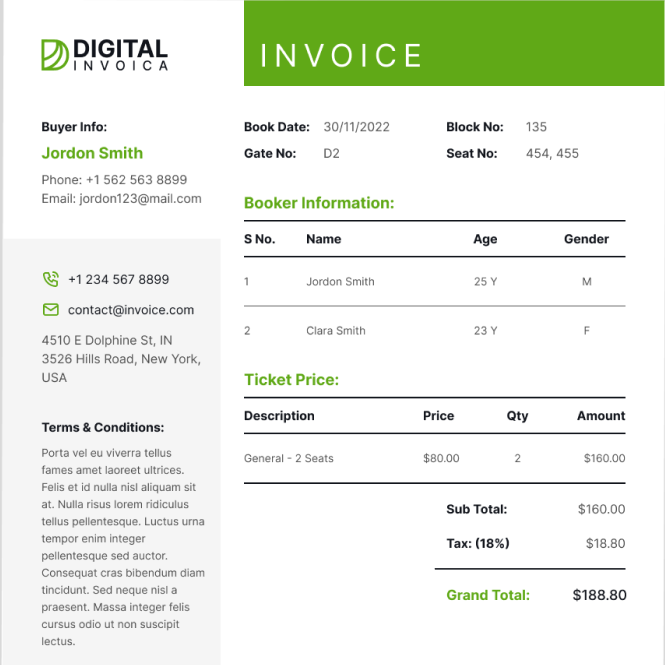 DIGITAL
INVOICA
INVOICE
Buyer Info:
Jordon Smith
Phone: +1 562 563 8899
Email: jordon123@mail.com
Book Date: 30/11/2022 Block No: 135
Gate No: D2 Seat No: 454, 455
+1 234 567 8899
contact@invoice.com
4510 E Dolphine St, IN
3526 Hills Road, New York,
USA
Terms & Conditions:
Porta vel eu viverra tellus
fames amet laoreet ultrices.
Felis et id nulla nisl aliquam sit
at. Nulla risus lorem ridiculus
tellus pellentesque. Luctus urna
tempor enim integer
pellentesque sed auctor.
Consequat cras bibendum diam
tincidunt. Sed neque nisl a
praesent. Massa integer felis
cursus odio ut non suscipit
lectus.
Booker Information:
S No. Name Age Gender
1 Jordon Smith 25 Y M
2 Clara Smith 23 Y F
Ticket Price:
Description Price Qty Amount
General - 2 Seats $80.00 2 $160.00
Sub Total: $160.00
Tax: (18%) $18.80
Grand Total: $188.80